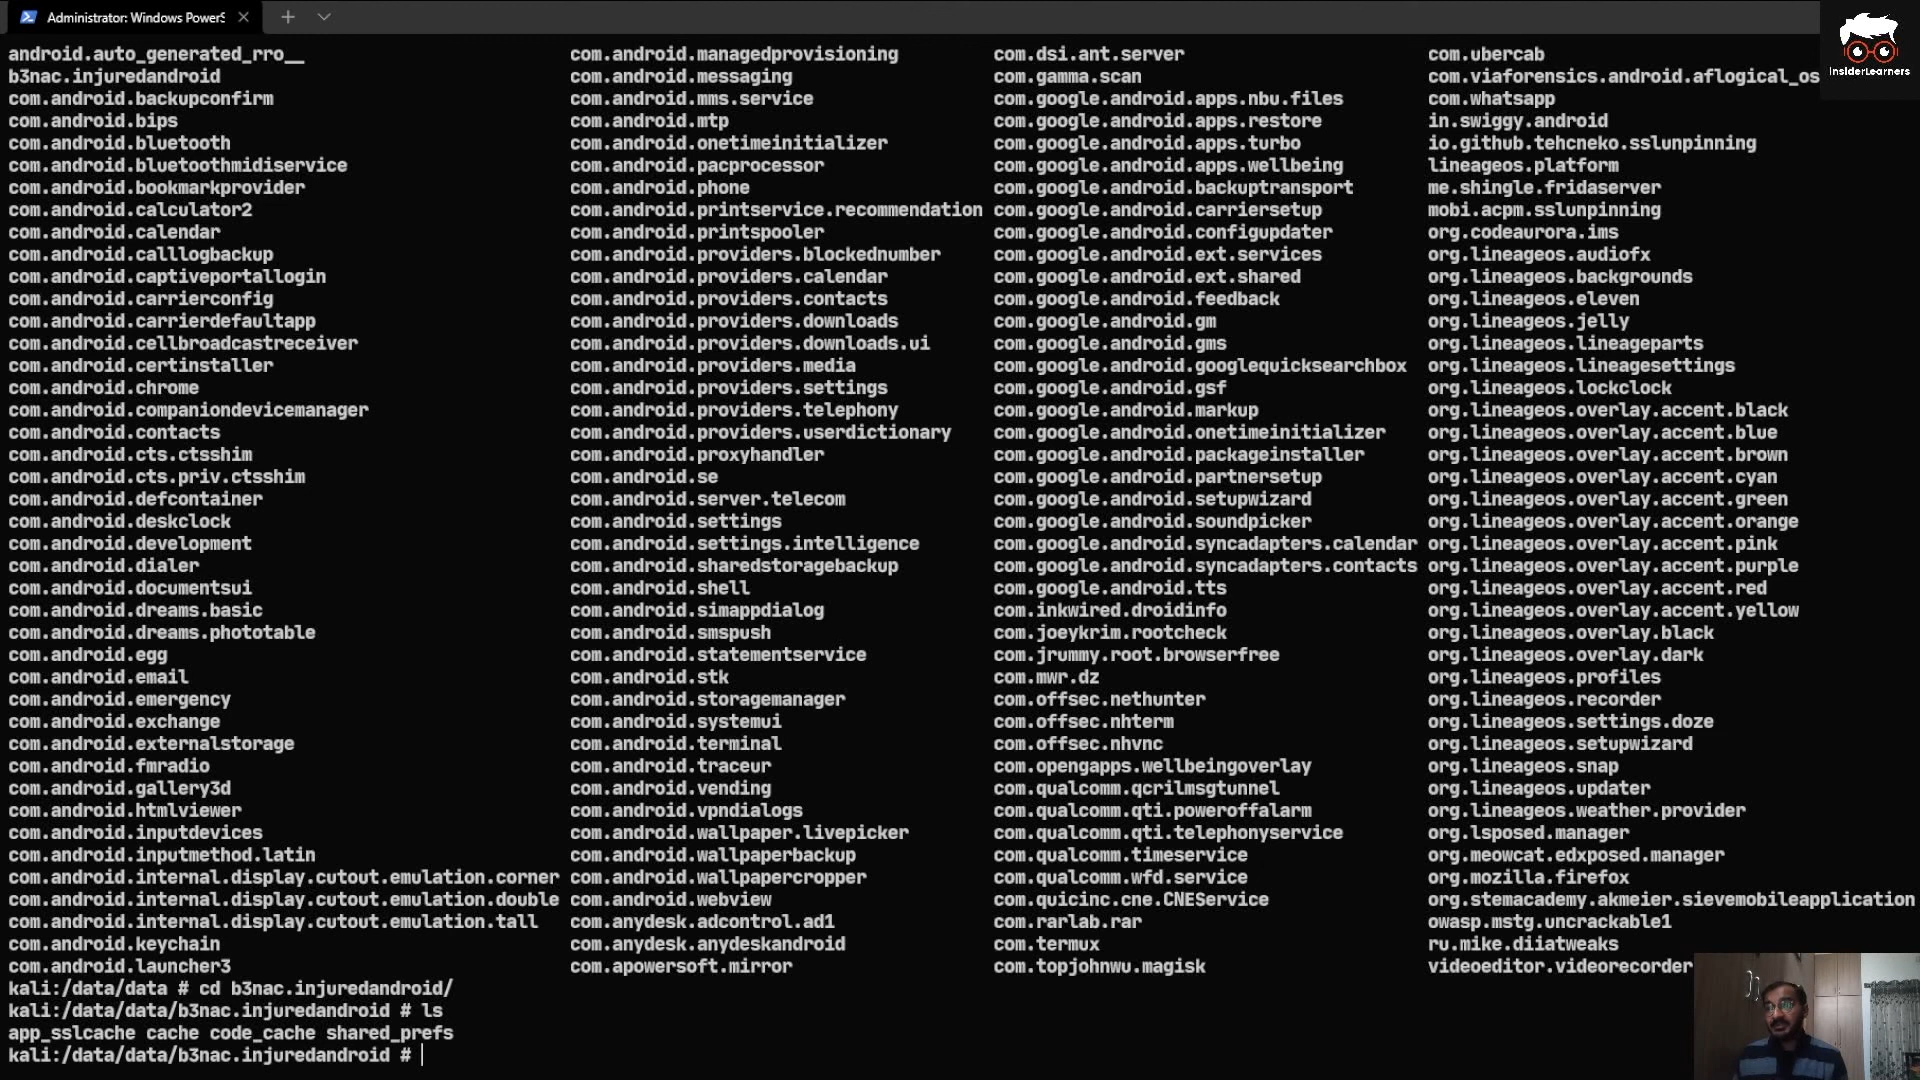 Administrator: Windows PowerS
InsiderLearners
android.auto_generated_rro__ com.android.managedprovisioning com.dsi.ant.server com.ubercab
b3nac.injuredandroid com.android.messaging com.gamma.scan com.viaforensics.android.aflogical_os
com.android.backupconfirm com.android.mms.service com.google.android.apps.nbu.files com.whatsapp
com.android.bips com.android.mtp com.google.android.apps.restore in.swiggy.android
com.android.bluetooth com.android.onetimeinitializer com.google.android.apps.turbo io.github.tehcneko.sslunpinning
com.android.bluetoothmidiservice com.android.pacprocessor com.google.android.apps.wellbeing lineageos.platform
com.android.bookmarkprovider com.android.phone com.google.android.backuptransport me.shingle.fridaserver
com.android.calculator2 com.android.printservice.recommendation com.google.android.carriersetup mobi.acpm.sslunpinning
com.android.calendar com.android.printspooler com.google.android.configupdater org.codeaurora.ims
com.android.calllogbackup com.android.providers.blockednumber com.google.android.ext.services org.lineageos.audiofx
com.android.captiveportallogin com.android.providers.calendar com.google.android.ext.shared org.lineageos.backgrounds
com.android.carrierconfig com.android.providers.contacts com.google.android.feedback org.lineageos.eleven
com.android.carrierdefaultapp com.android.providers.downloads com.google.android.gm org.lineageos.jelly
com.android.cellbroadcastreceiver com.android.providers.downloads.ui com.google.android.gms org.lineageos.lineageparts
com.android.certinstaller com.android.providers.media com.google.android.googlequicksearchbox org.lineageos.lineagesettings
com.android.chrome com.android.providers.settings com.google.android.gsf org.lineageos.lockclock
com.android.companiondevicemanager com.android.providers.telephony com.google.android.markup org.lineageos.overlay.accent.black
com.android.contacts com.android.providers.userdictionary com.google.android.onetimeinitializer org.lineageos.overlay.accent.blue
com.android.cts.ctsshim com.android.proxyhandler com.google.android.packageinstaller org.lineageos.overlay.accent.brown
com.android.cts.priv.ctsshim com.android.se com.google.android.partnersetup org.lineageos.overlay.accent.cyan
com.android.defcontainer com.android.server.telecom com.google.android.setupwizard org.lineageos.overlay.accent.green
com.android.deskclock com.android.settings com.google.android.soundpicker org.lineageos.overlay.accent.orange
com.android.development com.android.settings.intelligence com.google.android.syncadapters.calendar org.lineageos.overlay.accent.pink
com.android.dialer com.android.sharedstoragebackup com.google.android.syncadapters.contacts org.lineageos.overlay.accent.purple
com.android.documentsui com.android.shell com.google.android.tts org.lineageos.overlay.accent.red
com.android.dreams.basic com.android.simappdialog com.inkwired.droidinfo org.lineageos.overlay.accent.yellow
com.android.dreams.phototable com.android.smspush com.joeykrim.rootcheck org.lineageos.overlay.black
com.android.egg com.android.statementservice com.jrummy.root.browserfree org.lineageos.overlay.dark
com.android.email com.android.stk com.mwr.dz org.lineageos.profiles
com.android.emergency com.android.storagemanager com.offsec.nethunter org.lineageos.recorder
com.android.exchange com.android.systemui com.offsec.nhterm org.lineageos.settings.doze
com.android.externalstorage com.android.terminal com.offsec.nhvnc org.lineageos.setupwizard
com.android.fmradio com.android.traceur com.opengapps.wellbeingoverlay org.lineageos.snap
com.android.gallery3d com.android.vending com.qualcomm.qcrilmsgtunnel org.lineageos.updater
com.android.htmlviewer com.android.vpndialogs com.qualcomm.qti.poweroffalarm org.lineageos.weather.provider
com.android.inputdevices com.android.wallpaper.livepicker com.qualcomm.qti.telephonyservice org.lsposed.manager
com.android.inputmethod.latin com.android.wallpaperbackup com.qualcomm.timeservice org.meowcat.edxposed.manager
com.android.internal.display.cutout.emulation.corner com.android.wallpapercropper com.qualcomm.wfd.service org.mozilla.firefox
com.android.internal.display.cutout.emulation.double com.android.webview com.quicinc.cne.CNEService org.stemacademy.akmeier.sievemobileapplication
com.android.internal.display.cutout.emulation.tall com.anydesk.adcontrol.ad1 com.rarlab.rar owasp.mstg.uncrackable1
com.android.keychain com.anydesk.anydeskandroid com.termux ru.mike.diiatweaks
com.android.launcher3 com.apowersoft.mirror com.topjohnwu.magisk videoeditor.videorecorder
kali:/data/data # cd b3nac.injuredandroid/
kali:/data/data/b3nac.injuredandroid # ls
app_sslcache cache code_cache shared_prefs
kali:/data/data/b3nac.injuredandroid #